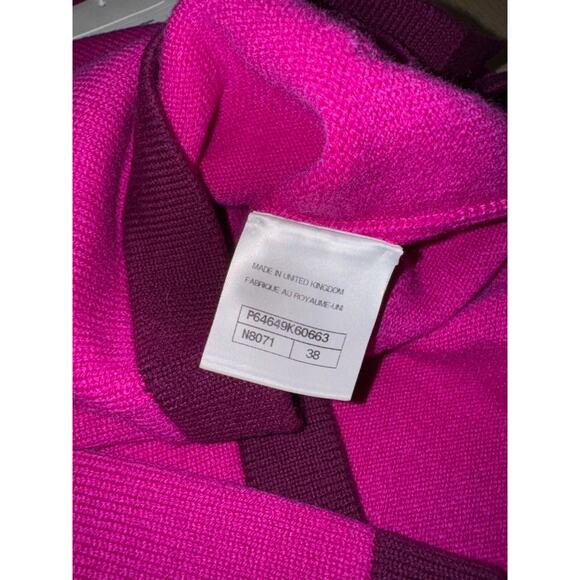 MADE IN UNITED KINGDOM
FABRIQUE AU ROYAUME-UNI
P64649K60663
N8071 38